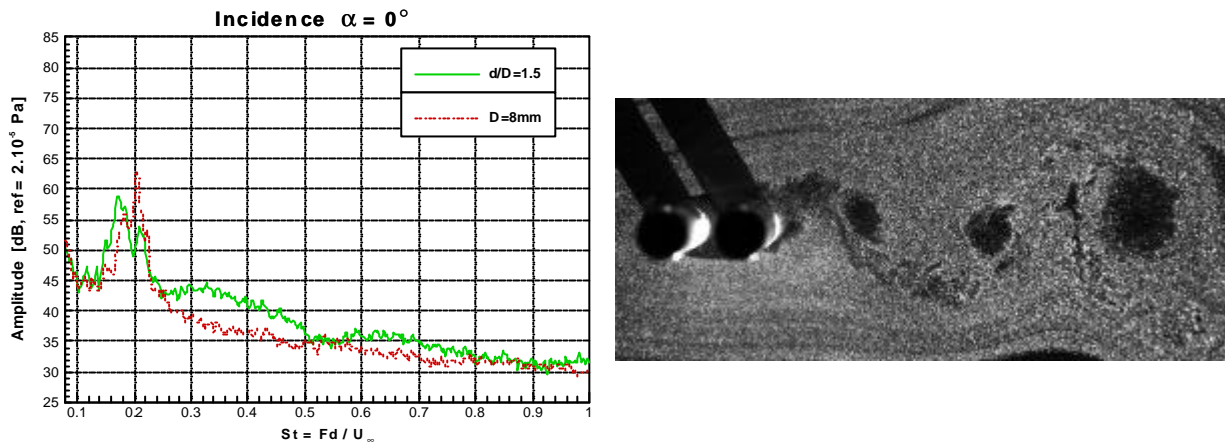 Incidence α = 0°
85
80
75
70
65
60
55
50
45
40
35
30
25
Amplitude [dB, ref = 2.10⁻⁵ Pa]
d/D=1.5
D=8mm
0.1 0.2 0.3 0.4 0.5 0.6 0.7 0.8 0.9 1
St = Fd / U∞